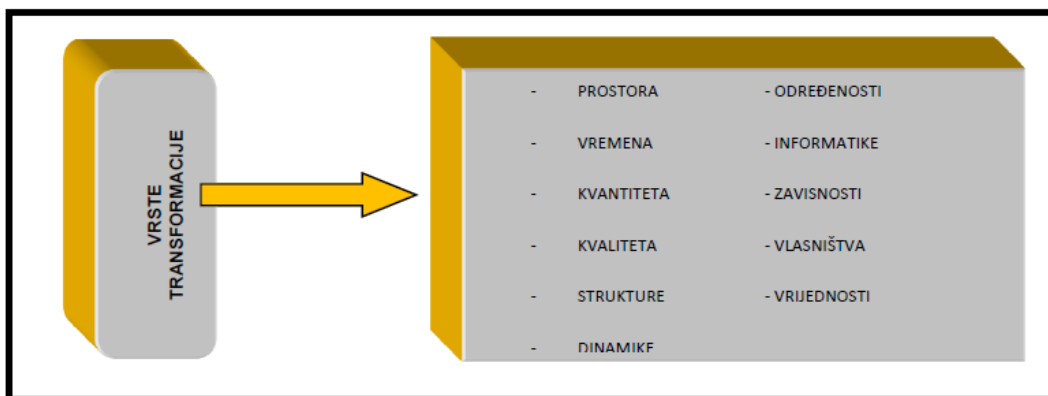 VRSTE
TRANSFORMACIJE
- PROSTORA - ODREĐENOSTI
- VREMENA - INFORMATIKE
- KVANTITETA - ZAVISNOSTI
- KVALITETA - VLASNIŠTVA
- STRUKTURE - VRIJEDNOSTI
- DINAMIKE